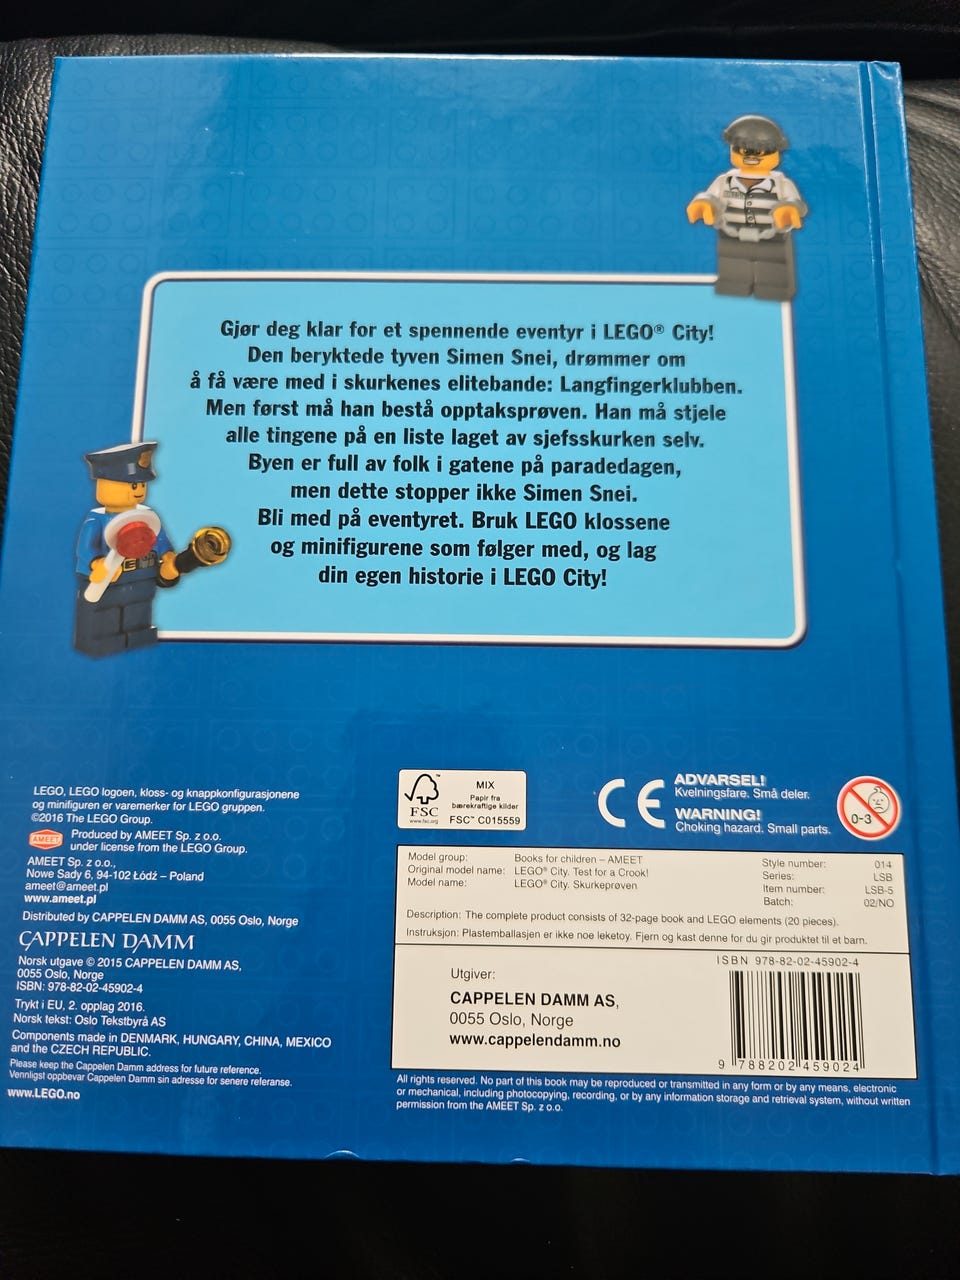 Gjør deg klar for et spennende eventyr i LEGO® City!
Den beryktede tyven Simen Snei, drømmer om
å få være med i skurkenes elitebande: Langfingerklubben.
Men først må han bestå opptaksprøven. Han må stjele
alle tingene på en liste laget av sjefsskurken selv.
Byen er full av folk i gatene på paradedagen,
men dette stopper ikke Simen Snei.
Bli med på eventyret. Bruk LEGO klossene
og minifigurene som følger med, og lag
din egen historie i LEGO City!
LEGO, LEGO logoen, kloss- og knappkonfigurasjonene
og minifiguren er varemerker for LEGO gruppen.
©2016 The LEGO Group.
AMEET
Produced by AMEET Sp. z o.o.
under license from the LEGO Group.
AMEET Sp. z o.o.,
Nowe Sady 6, 94-102 Łódź – Poland
ameet@ameet.pl
www.ameet.pl
Distributed by CAPPELEN DAMM AS, 0055 Oslo, Norge
CAPPELEN DAMM
Norsk utgave © 2015 CAPPELEN DAMM AS,
0055 Oslo, Norge
ISBN: 978-82-02-45902-4
Trykt i EU, 2. opplag 2016.
Norsk tekst: Oslo Tekstbyrå AS
Components made in DENMARK, HUNGARY, CHINA, MEXICO
and the CZECH REPUBLIC.
Please keep the Cappelen Damm address for future reference.
Vennligst oppbevar Cappelen Damm sin adresse for senere referanse.
www.LEGO.no
FSC™
www.fsc.org
MIX
Papir fra
bærekraftige kilder
FSC™ C015559
CE
ADVARSEL!
Kvelningsfare. Små deler.
WARNING!
Choking hazard. Small parts.
0-3
Model group: Books for children – AMEET
Original model name: LEGO® City. Test for a Crook!
Model name: LEGO® City. Skurkeprøven
Style number: 014
Series: LSB
Item number: LSB-5
Batch: 02/NO
Description: The complete product consists of 32-page book and LEGO elements (20 pieces).
Instruksjon: Plastemballasjen er ikke noe leketoy. Fjern og kast denne for du gir produktet til et barn.
Utgiver:
CAPPELEN DAMM AS,
0055 Oslo, Norge
www.cappelendamm.no
ISBN 978-82-02-45902-4
9 788202 459024
All rights reserved. No part of this book may be reproduced or transmitted in any form or by any means, electronic
or mechanical, including photocopying, recording, or by any information storage and retrieval system, without written
permission from the AMEET Sp. z o.o.